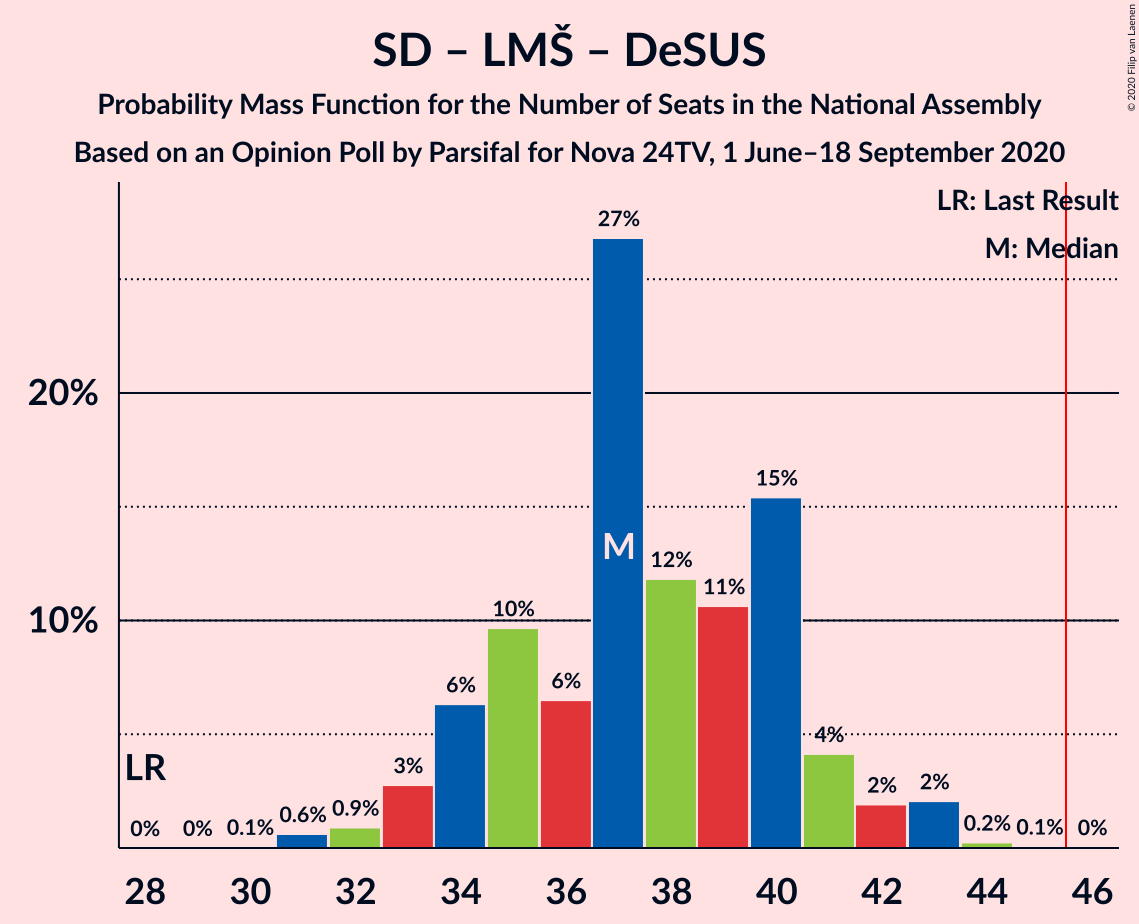 SD – LMŠ – DeSUS
Probability Mass Function for the Number of Seats in the National Assembly
Based on an Opinion Poll by Parsifal for Nova 24TV, 1 June–18 September 2020
© 2020 Filip van Laenen
LR: Last Result
M: Median
20%
10%
LR
M
0% 0% 0.1% 0.6% 0.9% 3% 6% 10% 6% 27% 12% 11% 15% 4% 2% 2% 0.2% 0.1% 0%
28 30 32 34 36 38 40 42 44 46